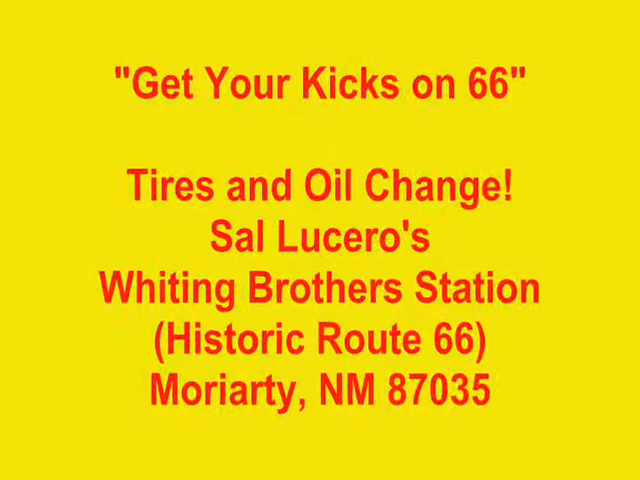 "Get Your Kicks on 66"
Tires and Oil Change!
Sal Lucero's
Whiting Brothers Station
(Historic Route 66)
Moriarty, NM 87035